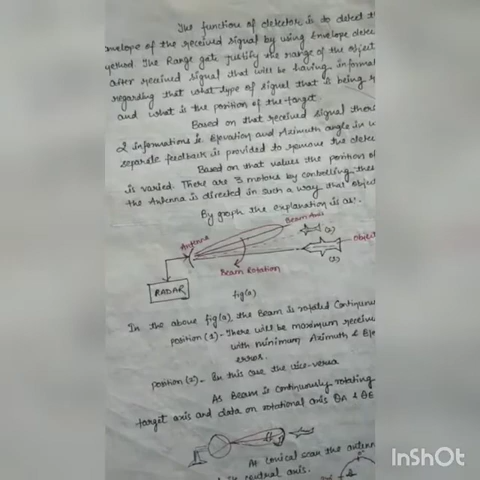 The function of detector is to detect t
envelope of the received signal by using Envelope detec
method. The Range gate justify the range of the object
after received signal that will be having informat
regarding that what type of signal that is being
and what is the position of the target.
Based on that received signal ther
2 informations i.e. Elevation and Azimuth angle in
separate feedback is provided to remove the
Based on that values the position of
is varied. There are 3 motors by controlling
the Antenna is directed in such a way that object
By graph the explanation is as:-
Beam Axis
(2)
Antenna
Object
(1)
Beam Rotation
RADAR
fig(a)
In the above fig(a), the Beam is rotated Continuou
position (1) - There will be maximum receive
with minimum Azimuth & Ele
error.
position (2) - In this case the vice-versa
As Beam is continuously rotating
target axis and data on rotational axis θA & θE
At Conical scan the antenn
central axis.
InShOt